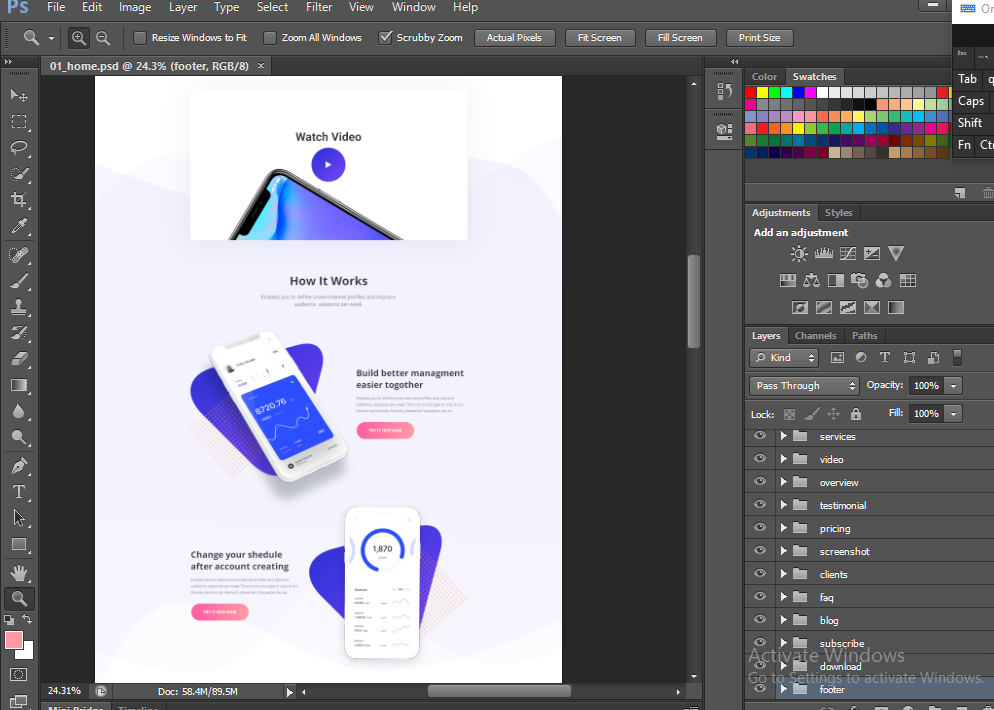 Ps File Edit Image Layer Type Select Filter View Window Help
Resize Windows to Fit Zoom All Windows Scrubby Zoom Actual Pixels Fit Screen Fill Screen Print Size
01_home.psd @ 24.3% (footer, RGB/8) ×
Color Swatches
esc
Tab q
Caps
Shift
Fn Ctr
Watch Video
How It Works
Enables you to define cross-channel profiles and improve
audience. sessions per week
8720.76
Build better managment
easier together
TRY IT FREE NOW
1,870
Change your shedule
after account creating
TRY IT FREE NOW
Adjustments Styles
Add an adjustment
Layers Channels Paths
Kind
Pass Through Opacity: 100%
Lock: Fill: 100%
services
video
overview
testimonial
pricing
screenshot
clients
faq
blog
subscribe
download
footer
Activate Windows
Go to Settings to activate Windows.
24.31% Doc: 58.4M/89.5M
Mini Bridge Timeline